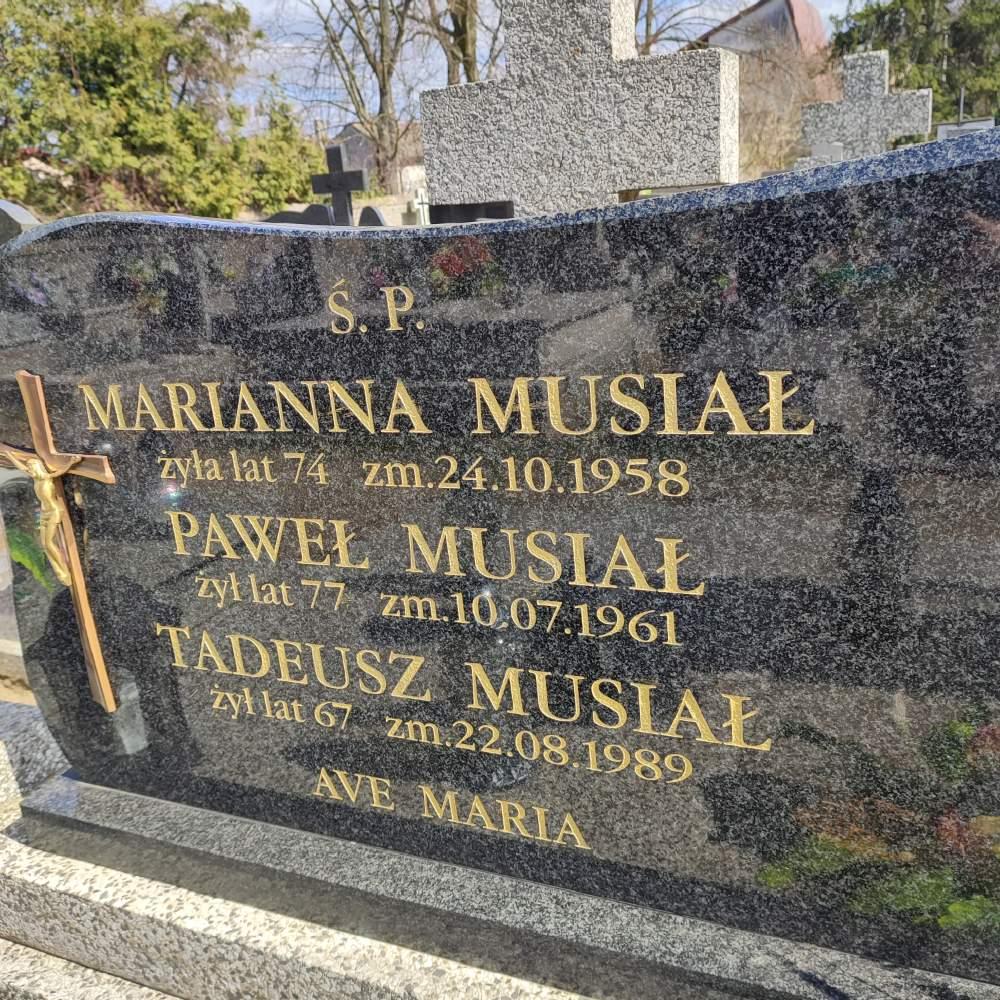 Ś. P.
MARIANNA MUSIAŁ
żyła lat 74 zm.24.10.1958
PAWEŁ MUSIAŁ
żył lat 77 zm.10.07.1961
TADEUSZ MUSIAŁ
żył lat 67 zm.22.08.1989
AVE MARIA